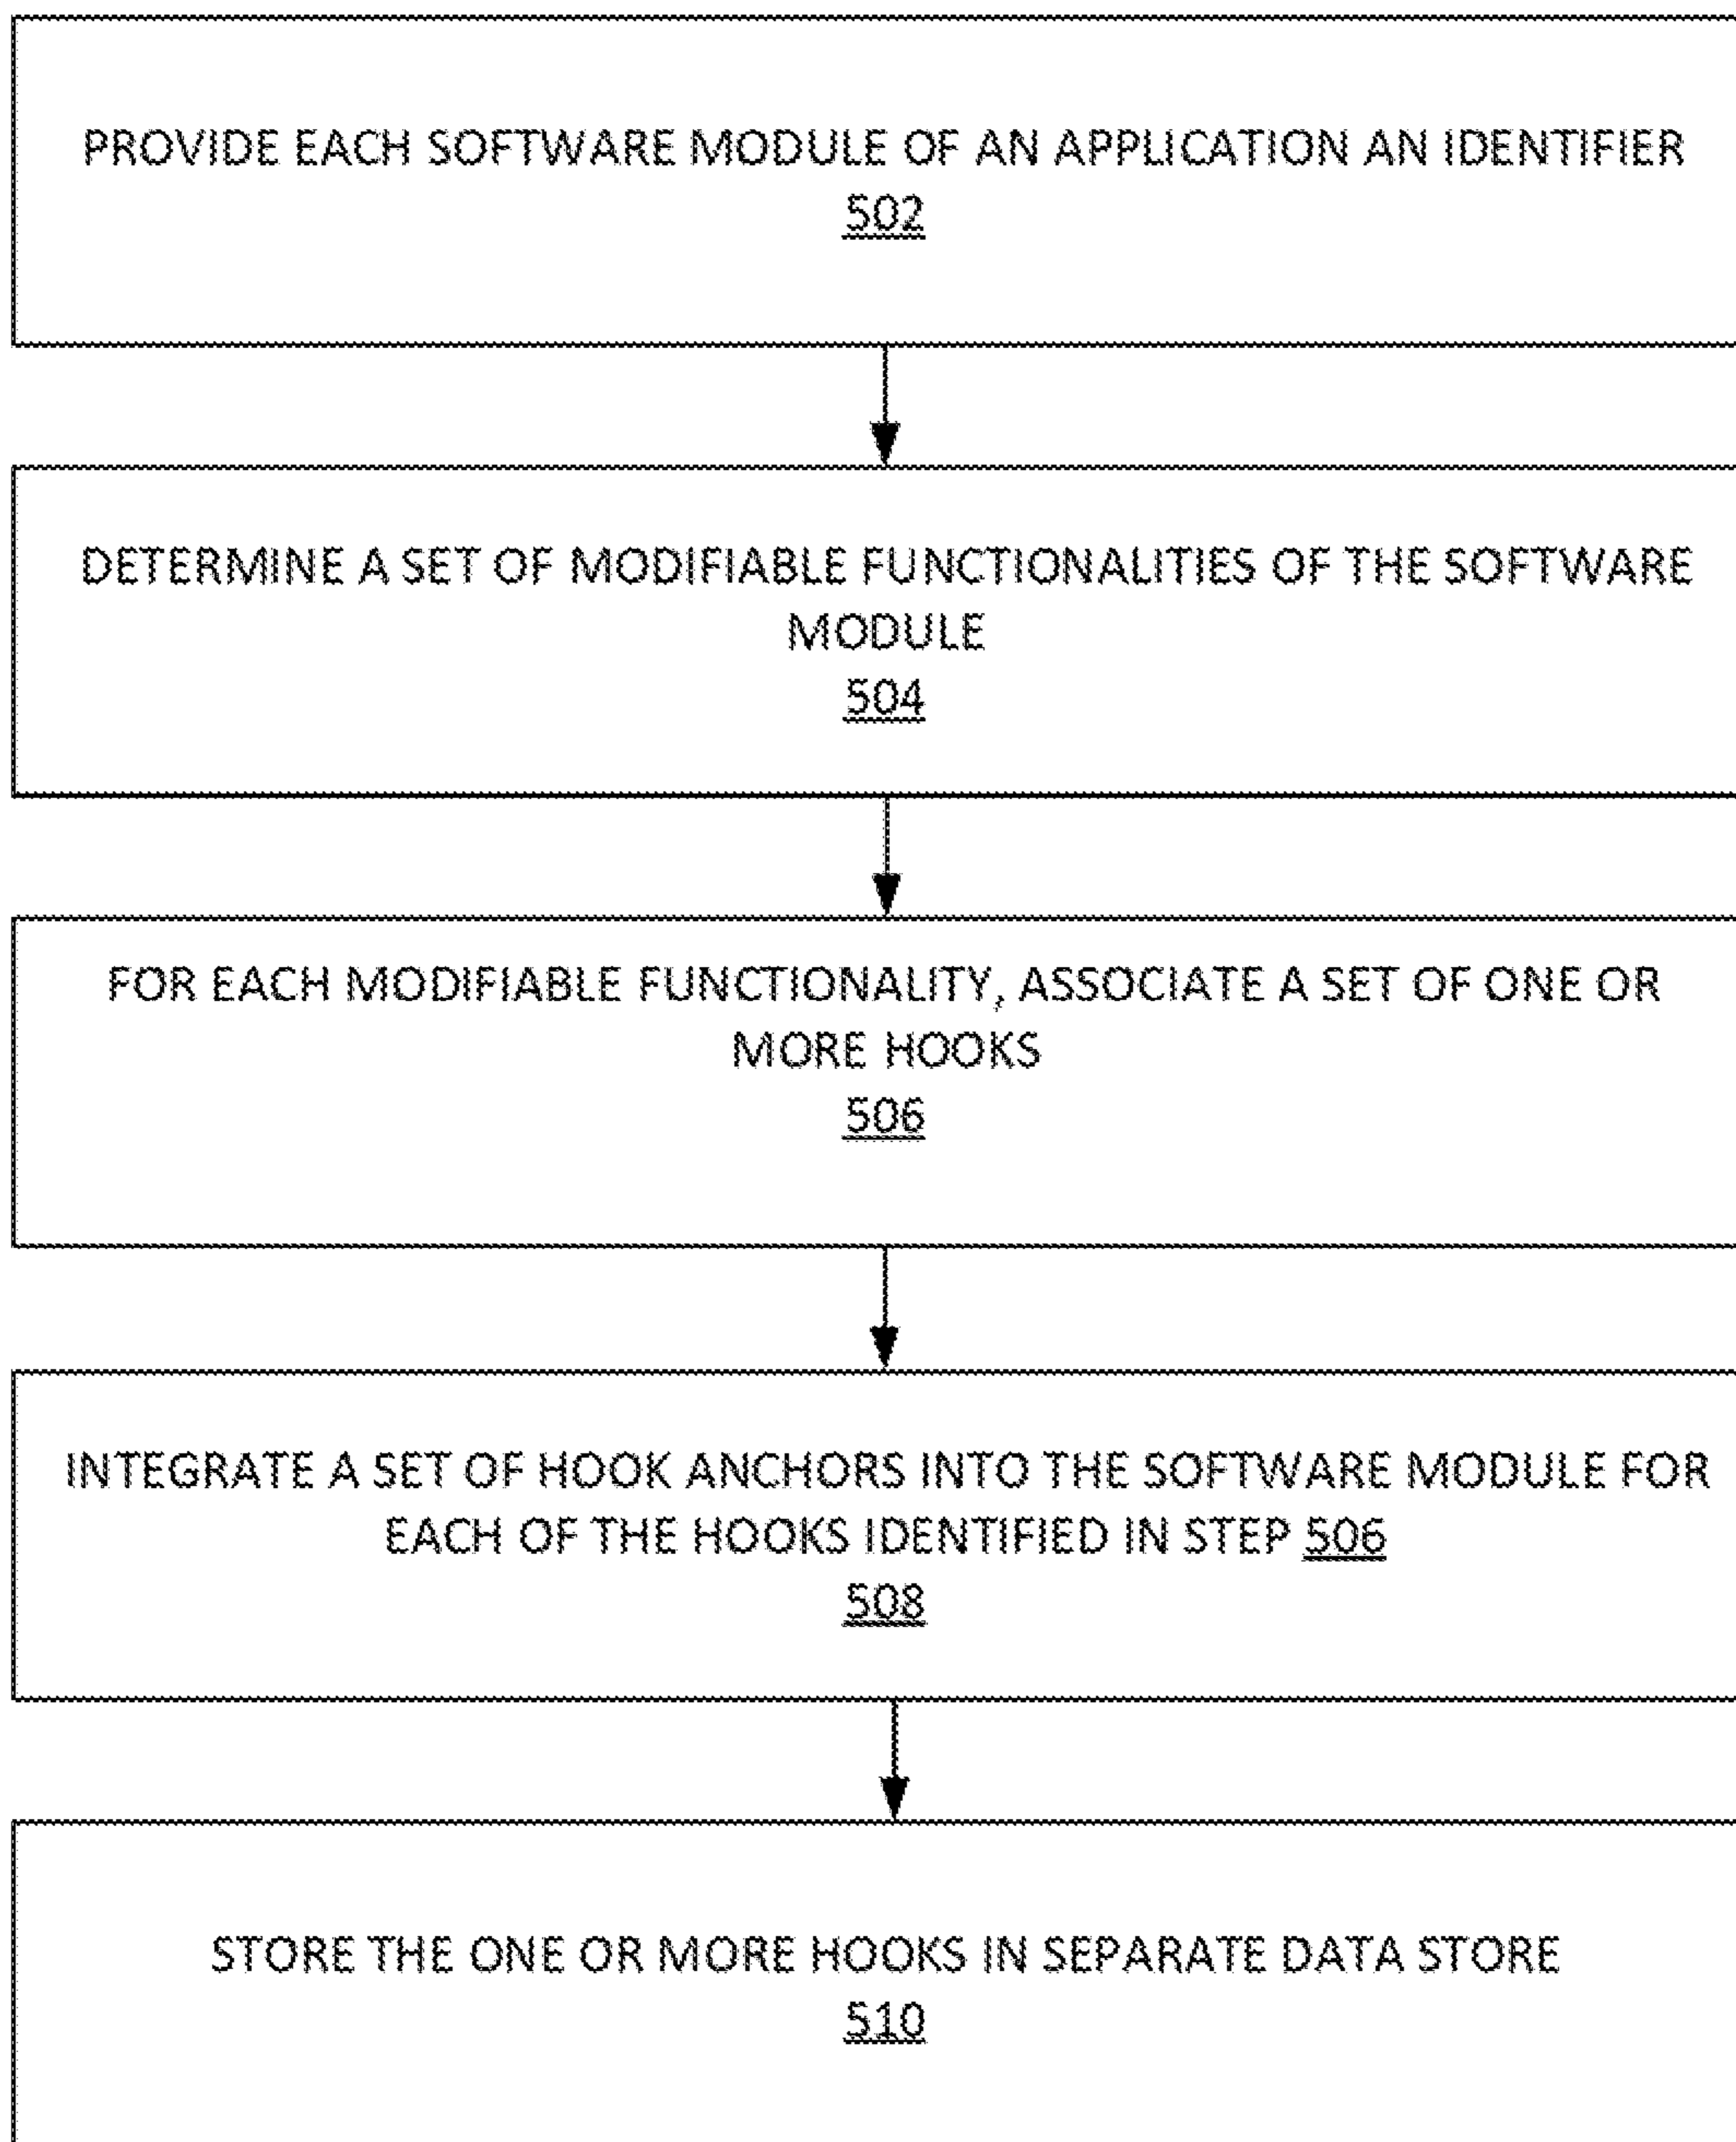 PROVIDE EACH SOFTWARE MODULE OF AN APPLICATION AN IDENTIFIER
502
DETERMINE A SET OF MODIFIABLE FUNCTIONALITIES OF THE SOFTWARE
MODULE
504
FOR EACH MODIFIABLE FUNCTIONALITY, ASSOCIATE A SET OF ONE OR
MORE HOOKS
506
INTEGRATE A SET OF HOOK ANCHORS INTO THE SOFTWARE MODULE FOR
EACH OF THE HOOKS IDENTIFIED IN STEP 506
508
STORE THE ONE OR MORE HOOKS IN SEPARATE DATA STORE
510